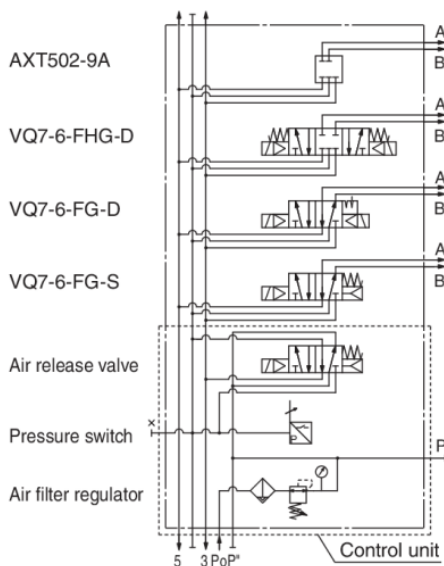 A
AXT502-9A
B
A
VQ7-6-FHG-D
B
A
VQ7-6-FG-D
B
A
VQ7-6-FG-S
B
Air release valve
x
Pressure switch
P
Air filter regulator
5 3 PoP"
Control unit